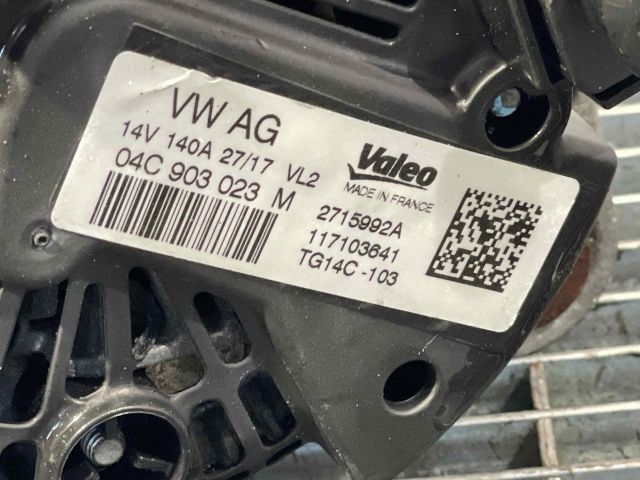 VW AG
14V 140A 27/17 VL2
04C 903 023 M
Valeo
MADE IN FRANCE
2715992A
117103641
TG14C -103